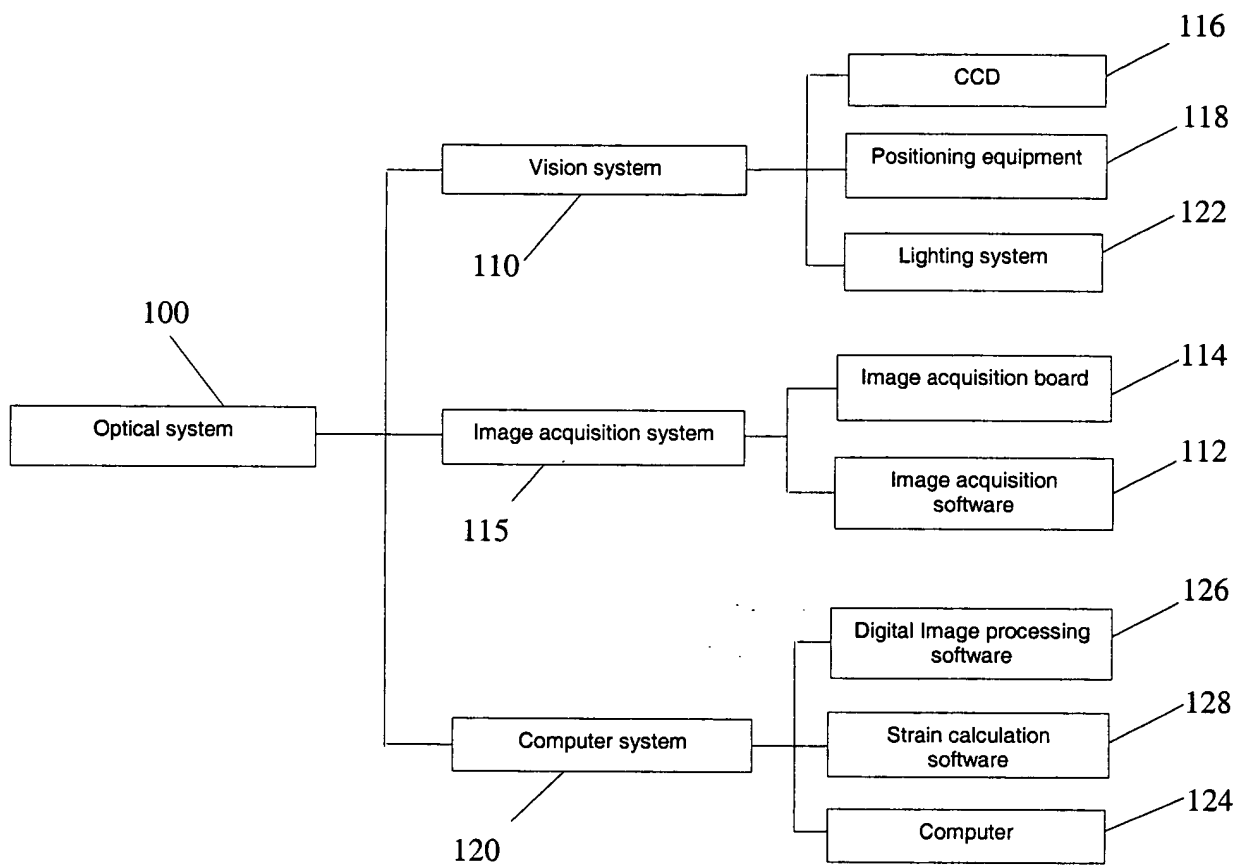 116
CCD
118
Positioning equipment
Vision system
122
Lighting system
110
100
114
Image acquisition board
Optical system
Image acquisition system
112
Image acquisition
software
115
126
Digital Image processing
software
128
Computer system
Strain calculation
software
124
Computer
120